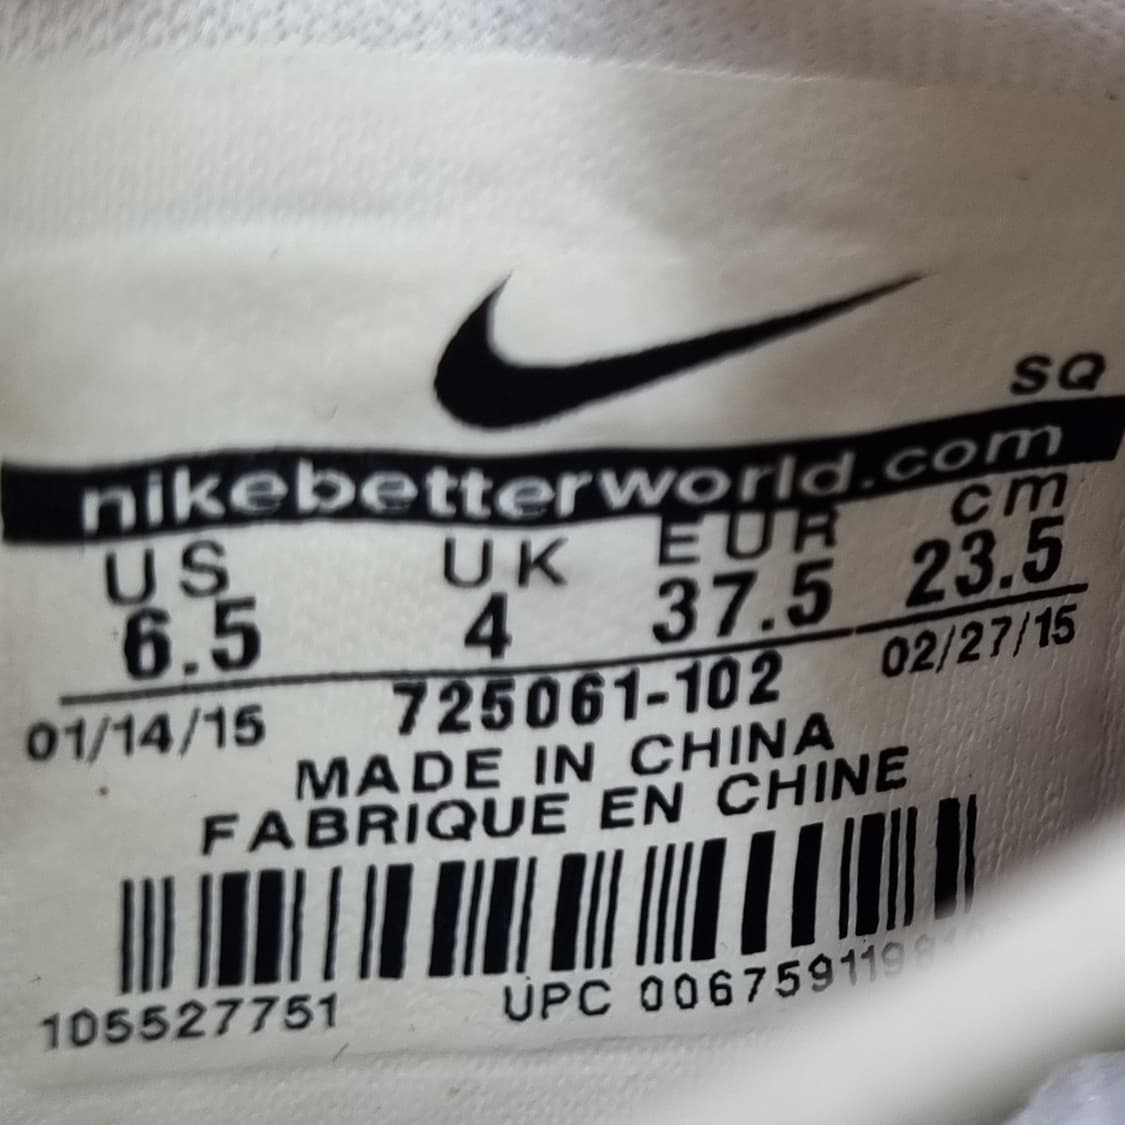 SQ
nikebetterworld.com
US UK EUR cm
6.5 4 37.5 23.5
01/14/15 725061-102 02/27/15
MADE IN CHINA
FABRIQUE EN CHINE
105527751 UPC 00675911